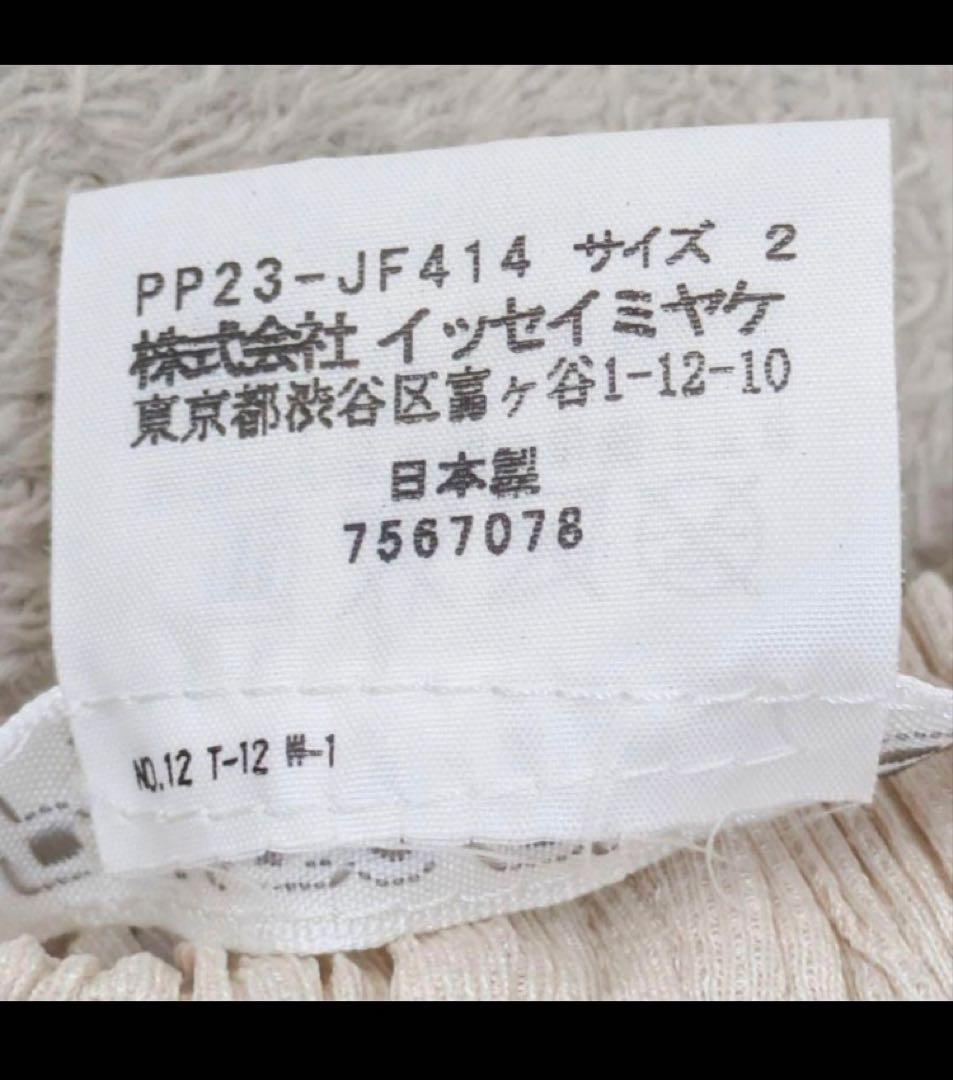 PP23-JF414 サイズ 2
株式会社 イッセイミヤケ
東京都渋谷区富ヶ谷1-12-10
日本製
7567078
NO.12 T-12